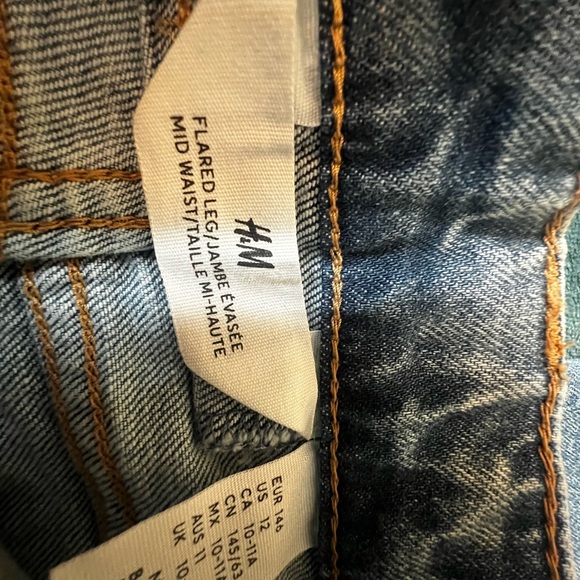 H&M
FLARED LEG/JAMBE ÉVASÉE
MID WAIST/TAILLE MI-HAUTE
EUR 146
US 12
CA 10-11A
CN 145/63
MX 10-11A
AUS 11
UK 10